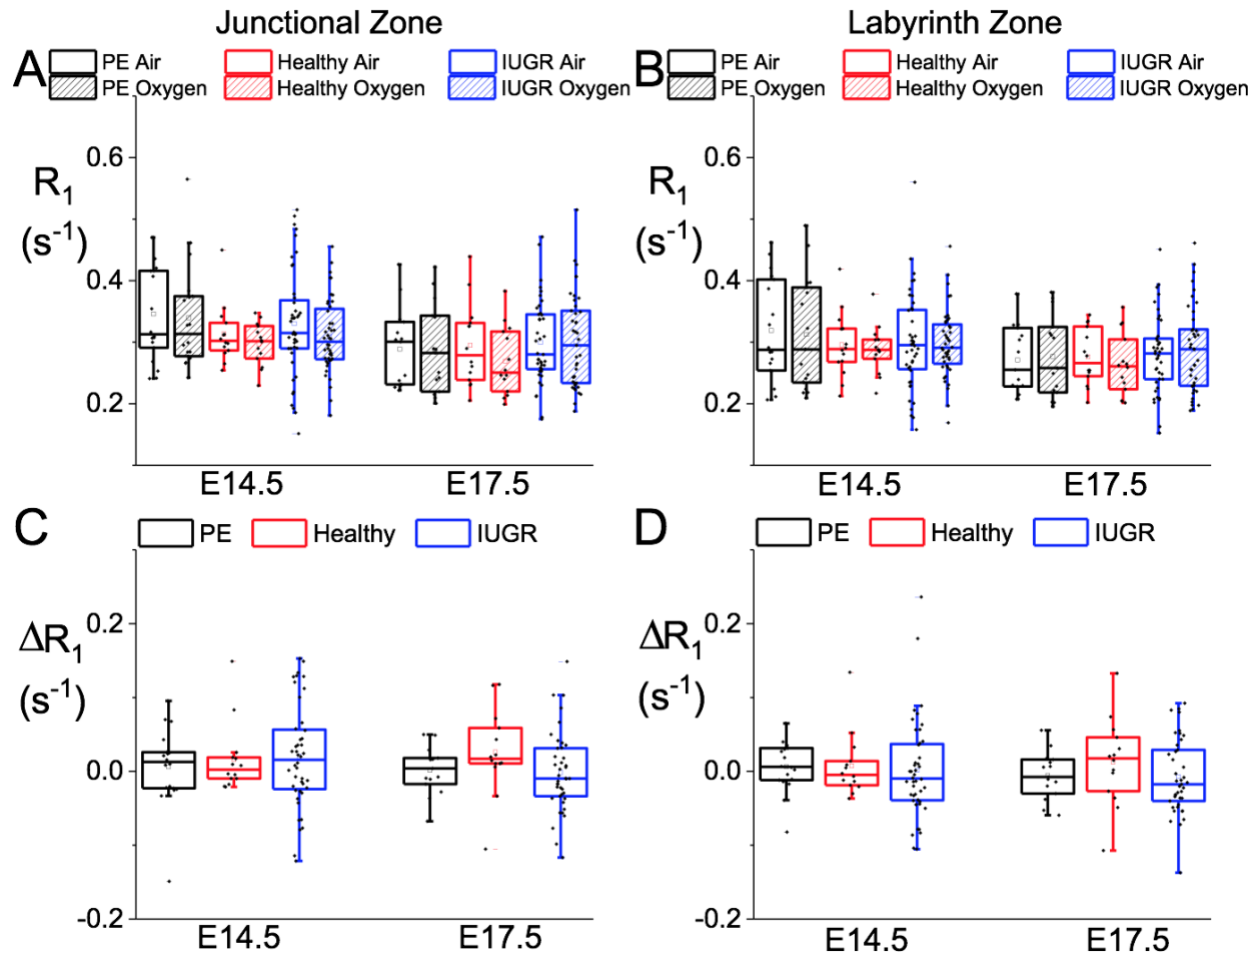 Junctional Zone
Labyrinth Zone
A
PE Air
Healthy Air
IUGR Air
PE Oxygen
Healthy Oxygen
IUGR Oxygen
B
PE Air
Healthy Air
IUGR Air
PE Oxygen
Healthy Oxygen
IUGR Oxygen
R₁
(s⁻¹)
0.6
0.4
0.2
E14.5
E17.5
R₁
(s⁻¹)
0.6
0.4
0.2
E14.5
E17.5
C
PE
Healthy
IUGR
ΔR₁
(s⁻¹)
0.2
0.0
-0.2
E14.5
E17.5
D
PE
Healthy
IUGR
ΔR₁
(s⁻¹)
0.2
0.0
-0.2
E14.5
E17.5